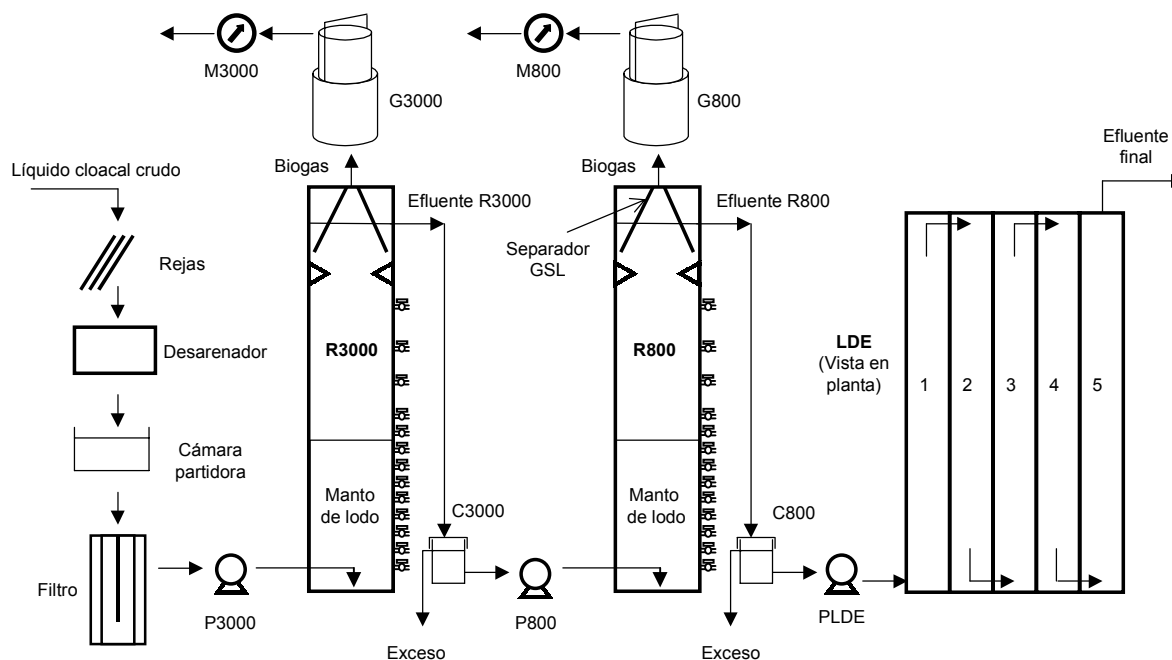 M3000
G3000
M800
G800
Líquido cloacal crudo
Rejas
Desarenador
Cámara
partidora
Filtro
P3000
Biogas
Efluente R3000
R3000
Manto
de lodo
C3000
Exceso
P800
Biogas
Efluente R800
Separador
GSL
R800
Manto
de lodo
C800
Exceso
PLDE
LDE
(Vista en
planta)
1
2
3
4
5
Efluente
final